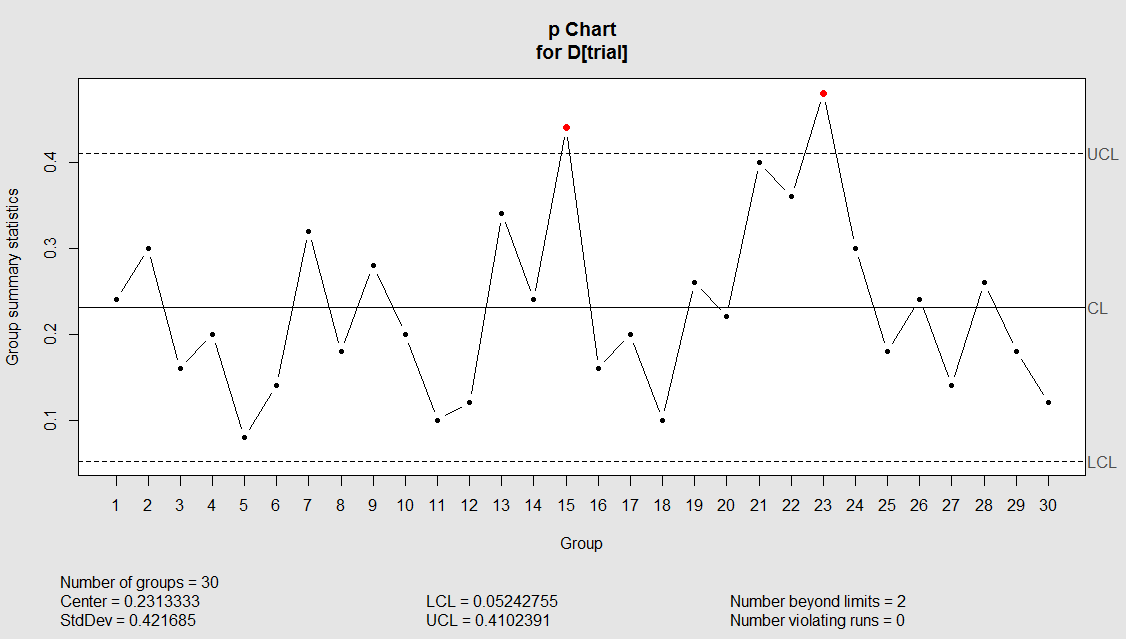 p Chart
for D[trial]
Group summary statistics
0.4
0.3
0.2
0.1
UCL
CL
LCL
1 2 3 4 5 6 7 8 9 10 11 12 13 14 15 16 17 18 19 20 21 22 23 24 25 26 27 28 29 30
Group
Number of groups = 30
Center = 0.2313333
StdDev = 0.421685
LCL = 0.05242755
UCL = 0.4102391
Number beyond limits = 2
Number violating runs = 0